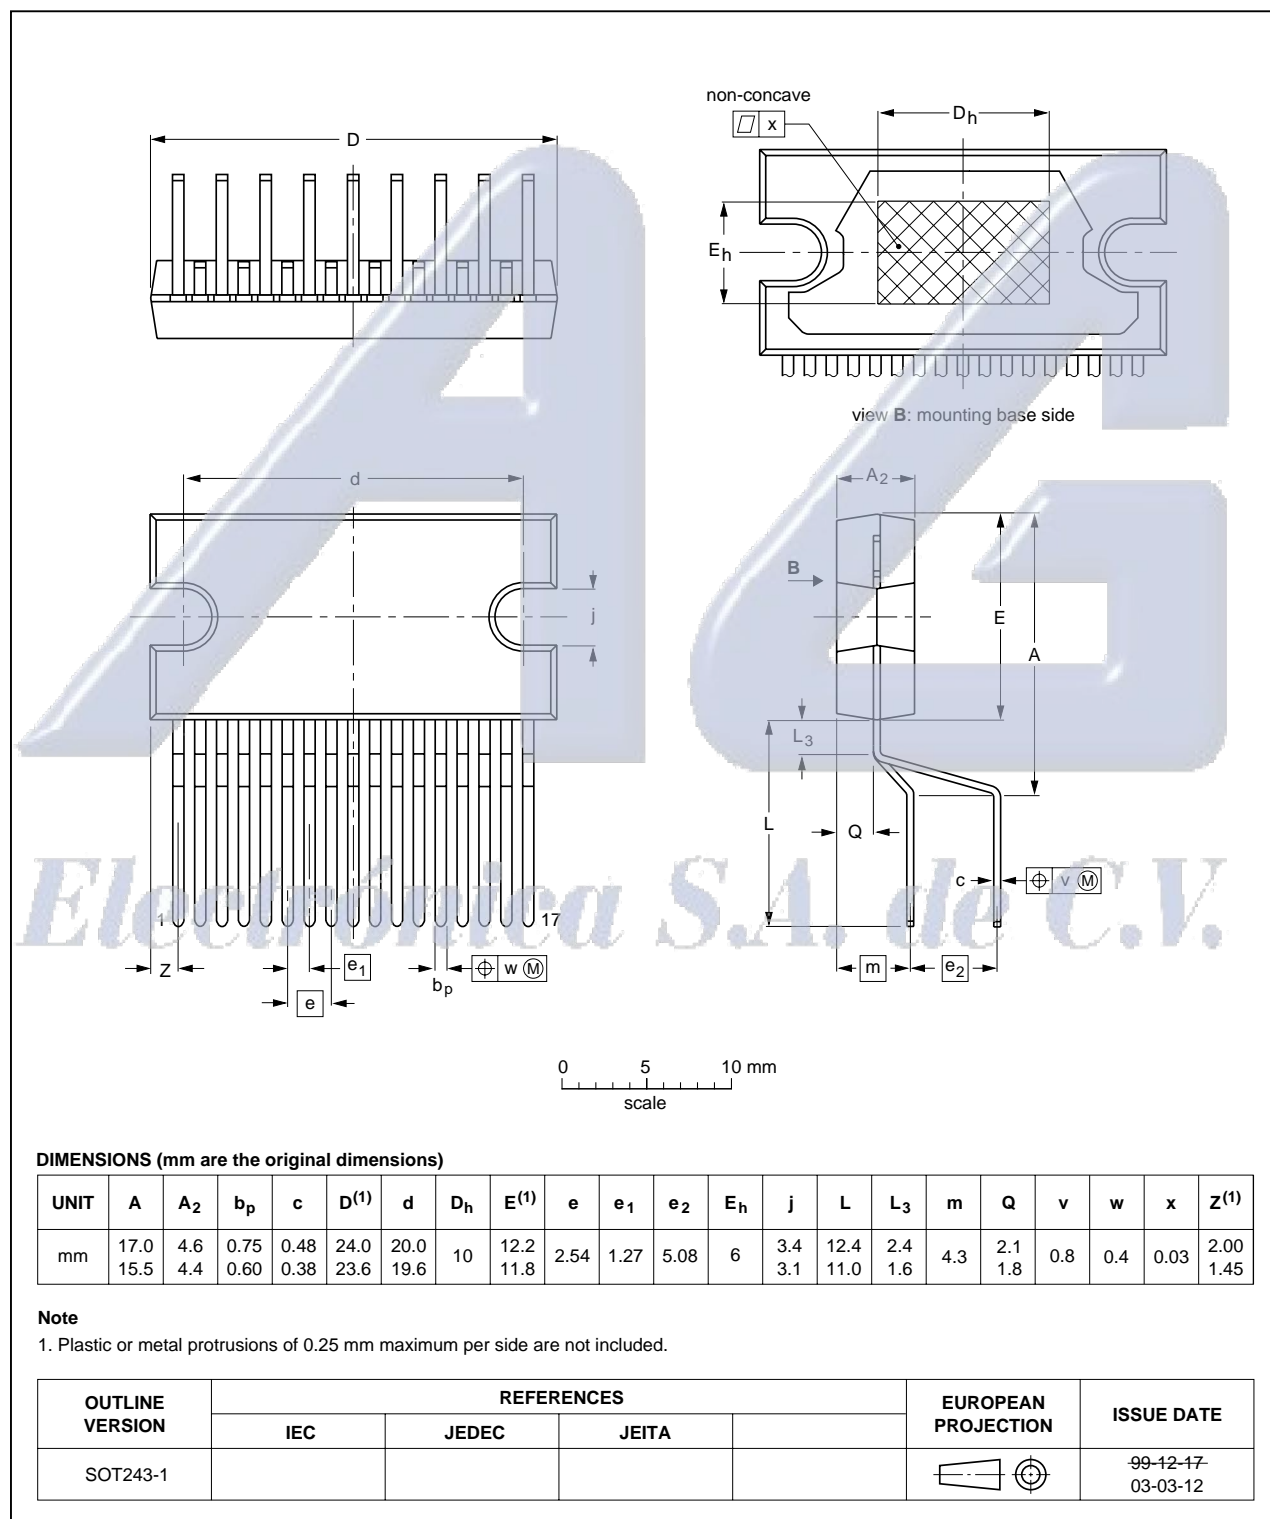 non-concave
x
D
Dh
Eh
view B: mounting base side
d
A2
B
j
E
A
L3
L
Q
c
v M
Electrónica S.A. de C.V.
1
17
Z
e1
w M
bp
e
m
e2
0 5 10 mm
scale
DIMENSIONS (mm are the original dimensions)
UNIT A A2 bp c D(1) d Dh E(1) e e1 e2 Eh j L L3 m Q v w x Z(1)
mm 17.0 4.6 0.75 0.48 24.0 20.0 10 12.2 2.54 1.27 5.08 6 3.4 12.4 2.4 4.3 2.1 0.8 0.4 0.03 2.00
15.5 4.4 0.60 0.38 23.6 19.6 11.8 3.1 11.0 1.6 1.8 1.45
Note
1. Plastic or metal protrusions of 0.25 mm maximum per side are not included.
OUTLINE VERSION REFERENCES EUROPEAN PROJECTION ISSUE DATE
IEC JEDEC JEITA
SOT243-1 99-12-17
03-03-12